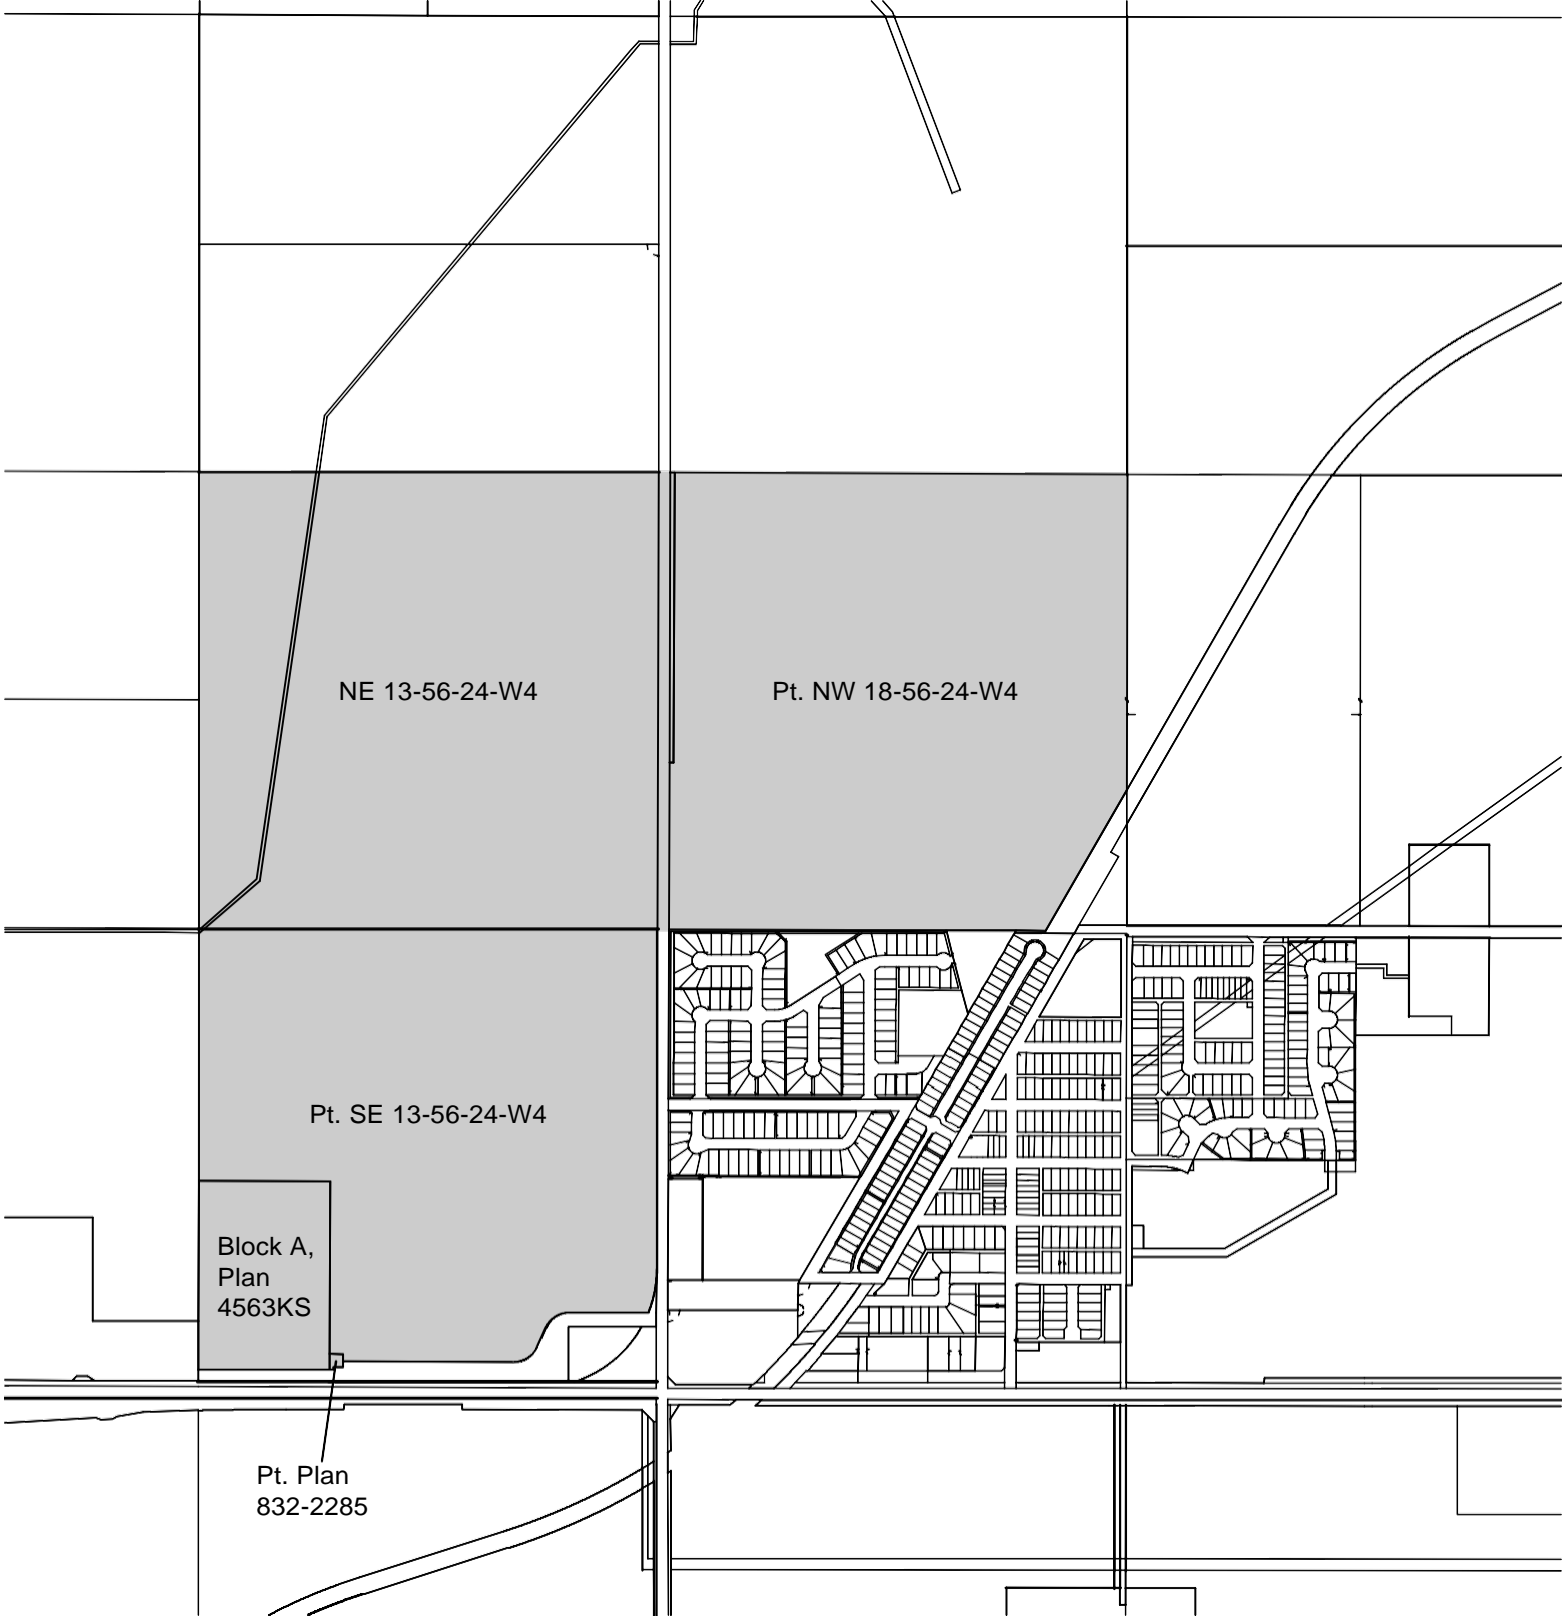 NE 13-56-24-W4
Pt. NW 18-56-24-W4
Pt. SE 13-56-24-W4
Block A,
Plan
4563KS
Pt. Plan
832-2285